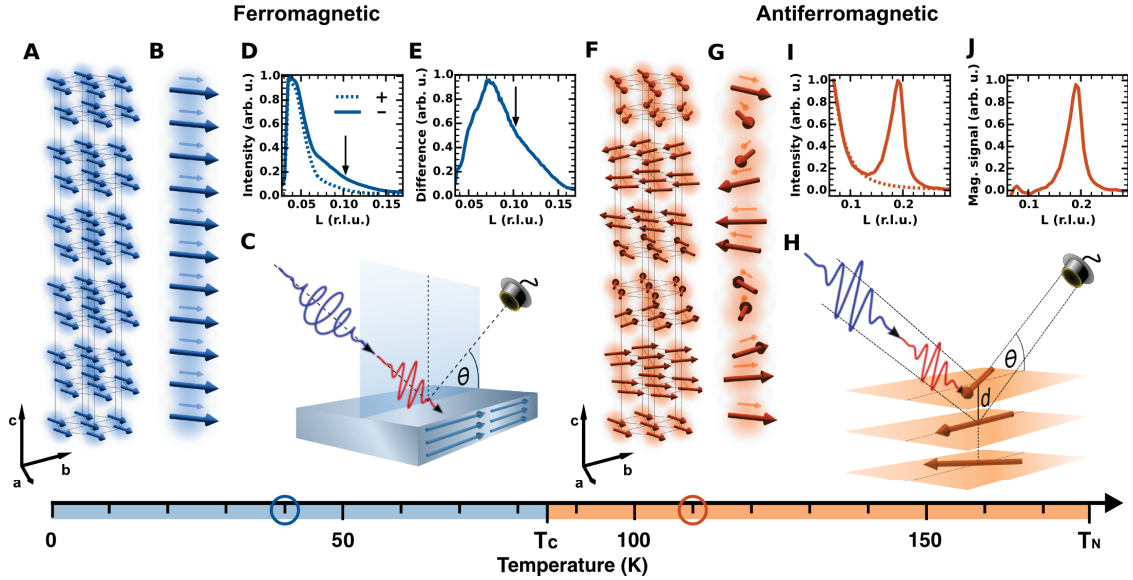 Ferromagnetic
Antiferromagnetic
A
B
D
E
F
G
I
J
Intensity (arb. u.)
1.0
0.8
0.6
0.4
0.2
0.0
+
−
0.05 0.10 0.15
L (r.l.u.)
Difference (arb. u.)
1.0
0.8
0.6
0.4
0.2
0.0
0.05 0.10 0.15
L (r.l.u.)
Intensity (arb. u.)
1.0
0.8
0.6
0.4
0.2
0.0
0.1 0.2
L (r.l.u.)
Mag. signal (arb. u.)
1.0
0.8
0.6
0.4
0.2
0.0
0.1 0.2
L (r.l.u.)
C
θ
H
θ
d
c
b
a
c
b
a
0 50 TC 100 150 TN
Temperature (K)